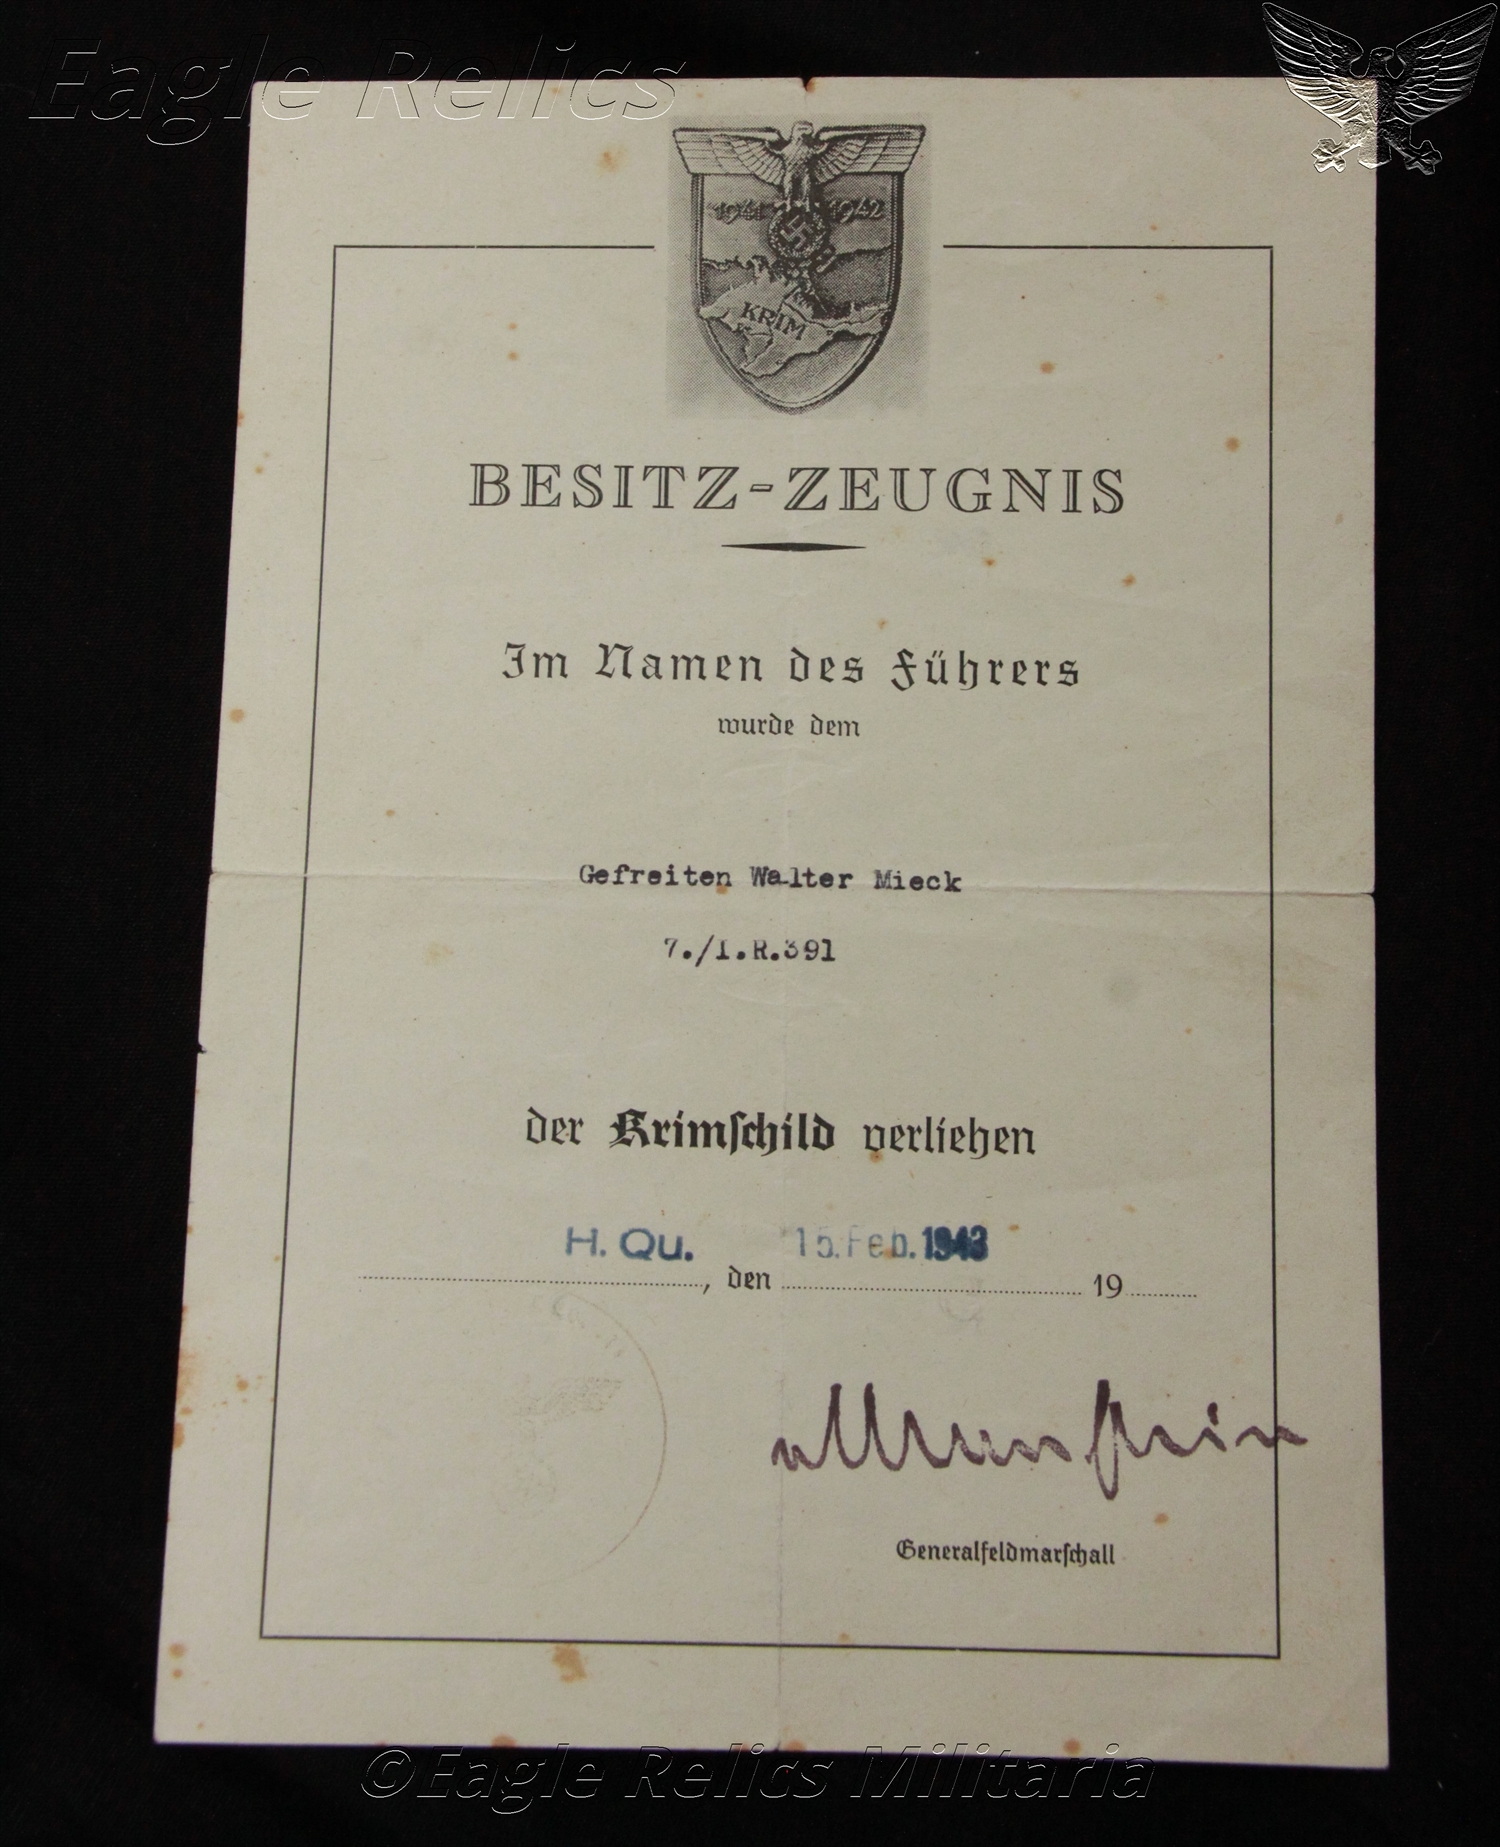 Eagle Relics
1941 1942
KRIM
BESITZ-ZEUGNIS
Im Namen des Führers
wurde dem
Gefreiten Walter Mieck
7./I.R.391
der Krimſchild verliehen
H. Qu. 15. Feb. 1943
, den 19
vManstein
Generalfeldmarſchall
©Eagle Relics Militaria